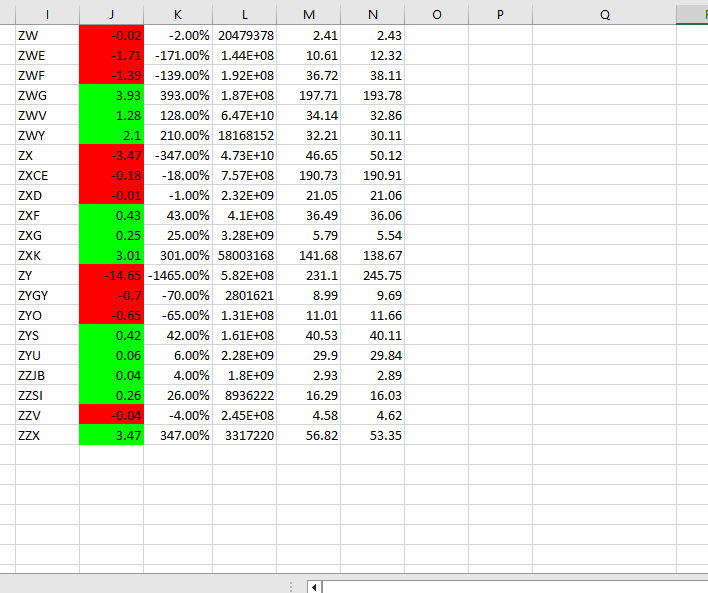 I J K L M N O P Q
ZW -0.02 -2.00% 20479378 2.41 2.43
ZWE -1.71 -171.00% 1.44E+08 10.61 12.32
ZWF -1.39 -139.00% 1.92E+08 36.72 38.11
ZWG 3.93 393.00% 1.87E+08 197.71 193.78
ZWV 1.28 128.00% 6.47E+10 34.14 32.86
ZWY 2.1 210.00% 18168152 32.21 30.11
ZX -3.47 -347.00% 4.73E+10 46.65 50.12
ZXCE -0.18 -18.00% 7.57E+08 190.73 190.91
ZXD -0.01 -1.00% 2.32E+09 21.05 21.06
ZXF 0.43 43.00% 4.1E+08 36.49 36.06
ZXG 0.25 25.00% 3.28E+09 5.79 5.54
ZXK 3.01 301.00% 58003168 141.68 138.67
ZY -14.65 -1465.00% 5.82E+08 231.1 245.75
ZYGY -0.7 -70.00% 2801621 8.99 9.69
ZYO -0.65 -65.00% 1.31E+08 11.01 11.66
ZYS 0.42 42.00% 1.61E+08 40.53 40.11
ZYU 0.06 6.00% 2.28E+09 29.9 29.84
ZZJB 0.04 4.00% 1.8E+09 2.93 2.89
ZZSI 0.26 26.00% 8936222 16.29 16.03
ZZV -0.04 -4.00% 2.45E+08 4.58 4.62
ZZX 3.47 347.00% 3317220 56.82 53.35